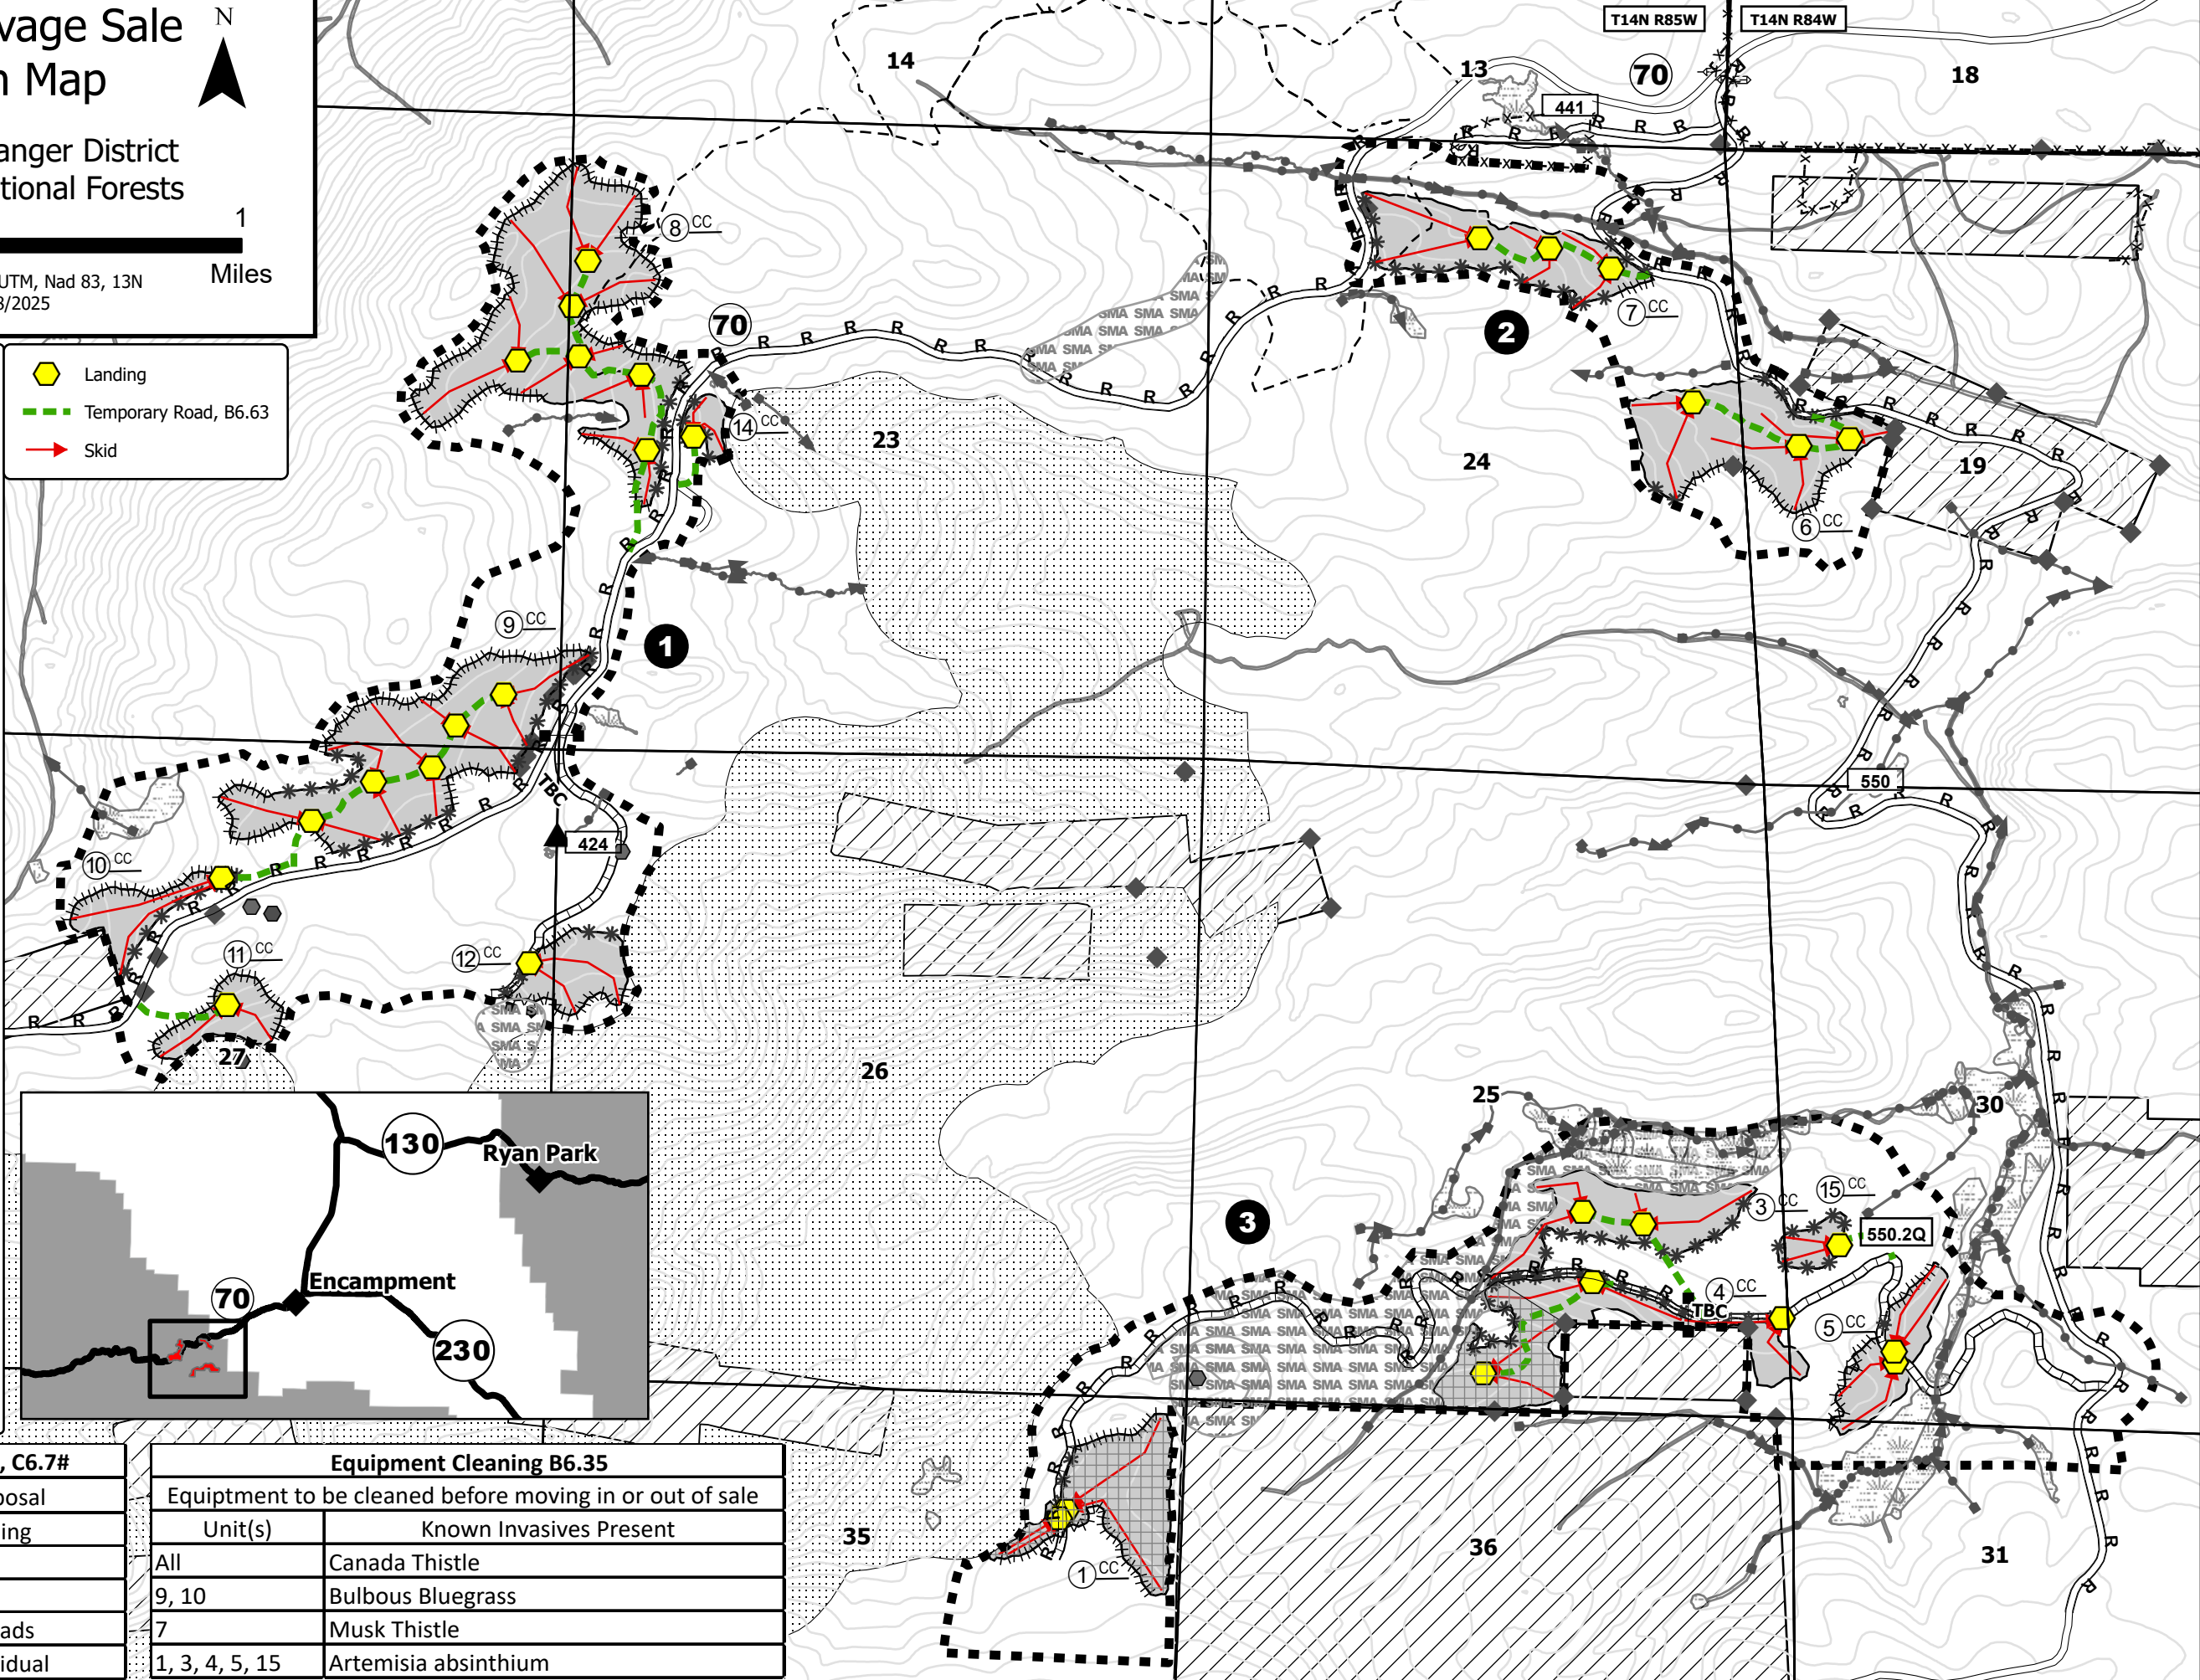 vage Sale
N
n Map
anger District
tional Forests
1
Miles
UTM, Nad 83, 13N
3/2025
Landing
Temporary Road, B6.63
Skid
T14N R85W
T14N R84W
14
13
70
18
441
8 CC
7 CC
2
70
14 CC
23
24
19
6 CC
9 CC
1
TBC
424
550
10 CC
11 CC
12 CC
27
26
25
30
3
3 CC
15 CC
550.2Q
4 CC
TBC
5 CC
1 CC
35
36
31
SMA SMA SMA
R R R
130
Ryan Park
Encampment
70
230
, C6.7#
posal
ing
ads
idual
Equipment Cleaning B6.35
Equiptment to be cleaned before moving in or out of sale
Unit(s) Known Invasives Present
All Canada Thistle
9, 10 Bulbous Bluegrass
7 Musk Thistle
1, 3, 4, 5, 15 Artemisia absinthium